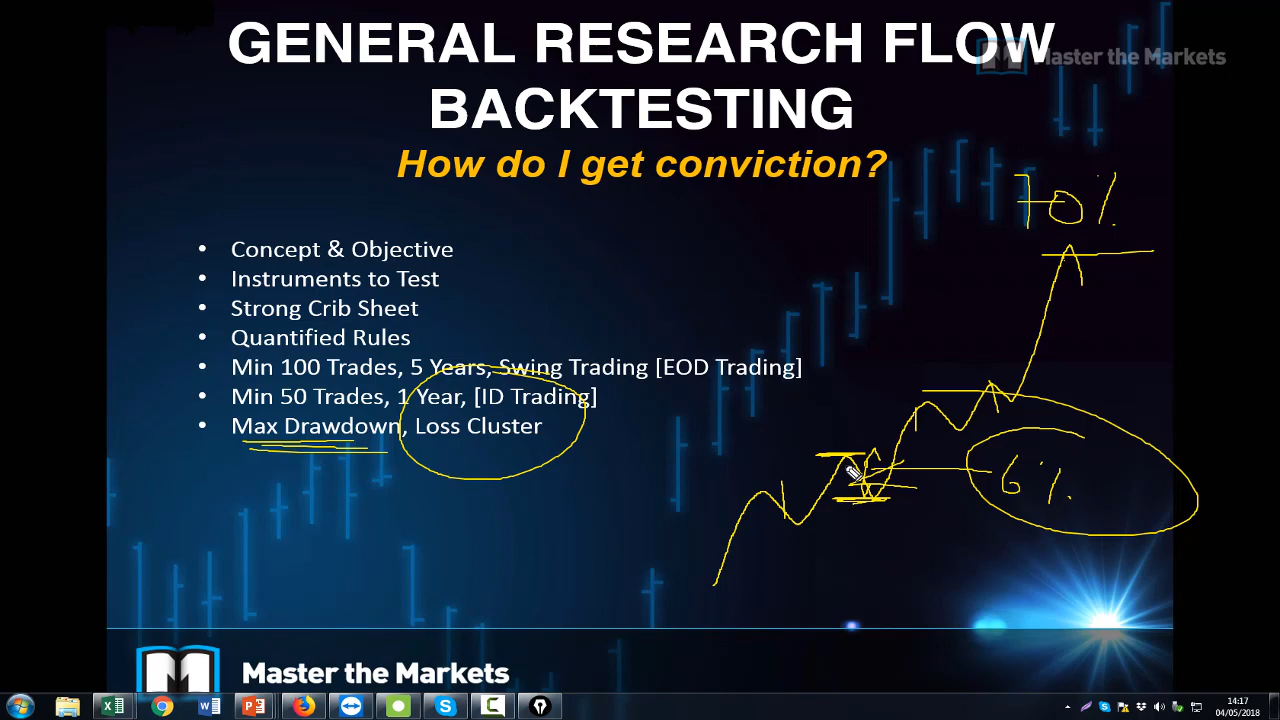 GENERAL RESEARCH FLOW
Master the Markets
BACKTESTING
How do I get conviction?
70%
• Concept & Objective
• Instruments to Test
• Strong Crib Sheet
• Quantified Rules
• Min 100 Trades, 5 Years, Swing Trading [EOD Trading]
• Min 50 Trades, 1 Year, [ID Trading]
• Max Drawdown, Loss Cluster
6%
Master the Markets
14:17
04/05/2018